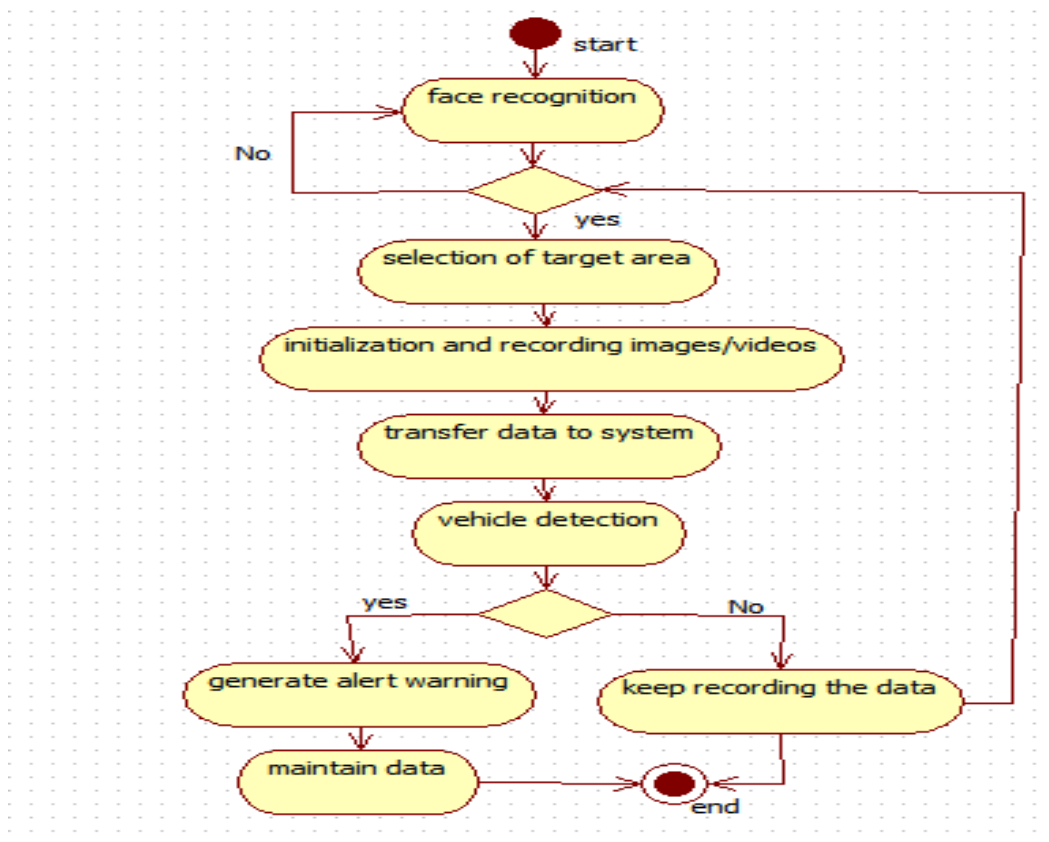 start
face recognition
No
yes
selection of target area
initialization and recording images/videos
transfer data to system
vehicle detection
yes
No
generate alert warning
keep recording the data
maintain data
end